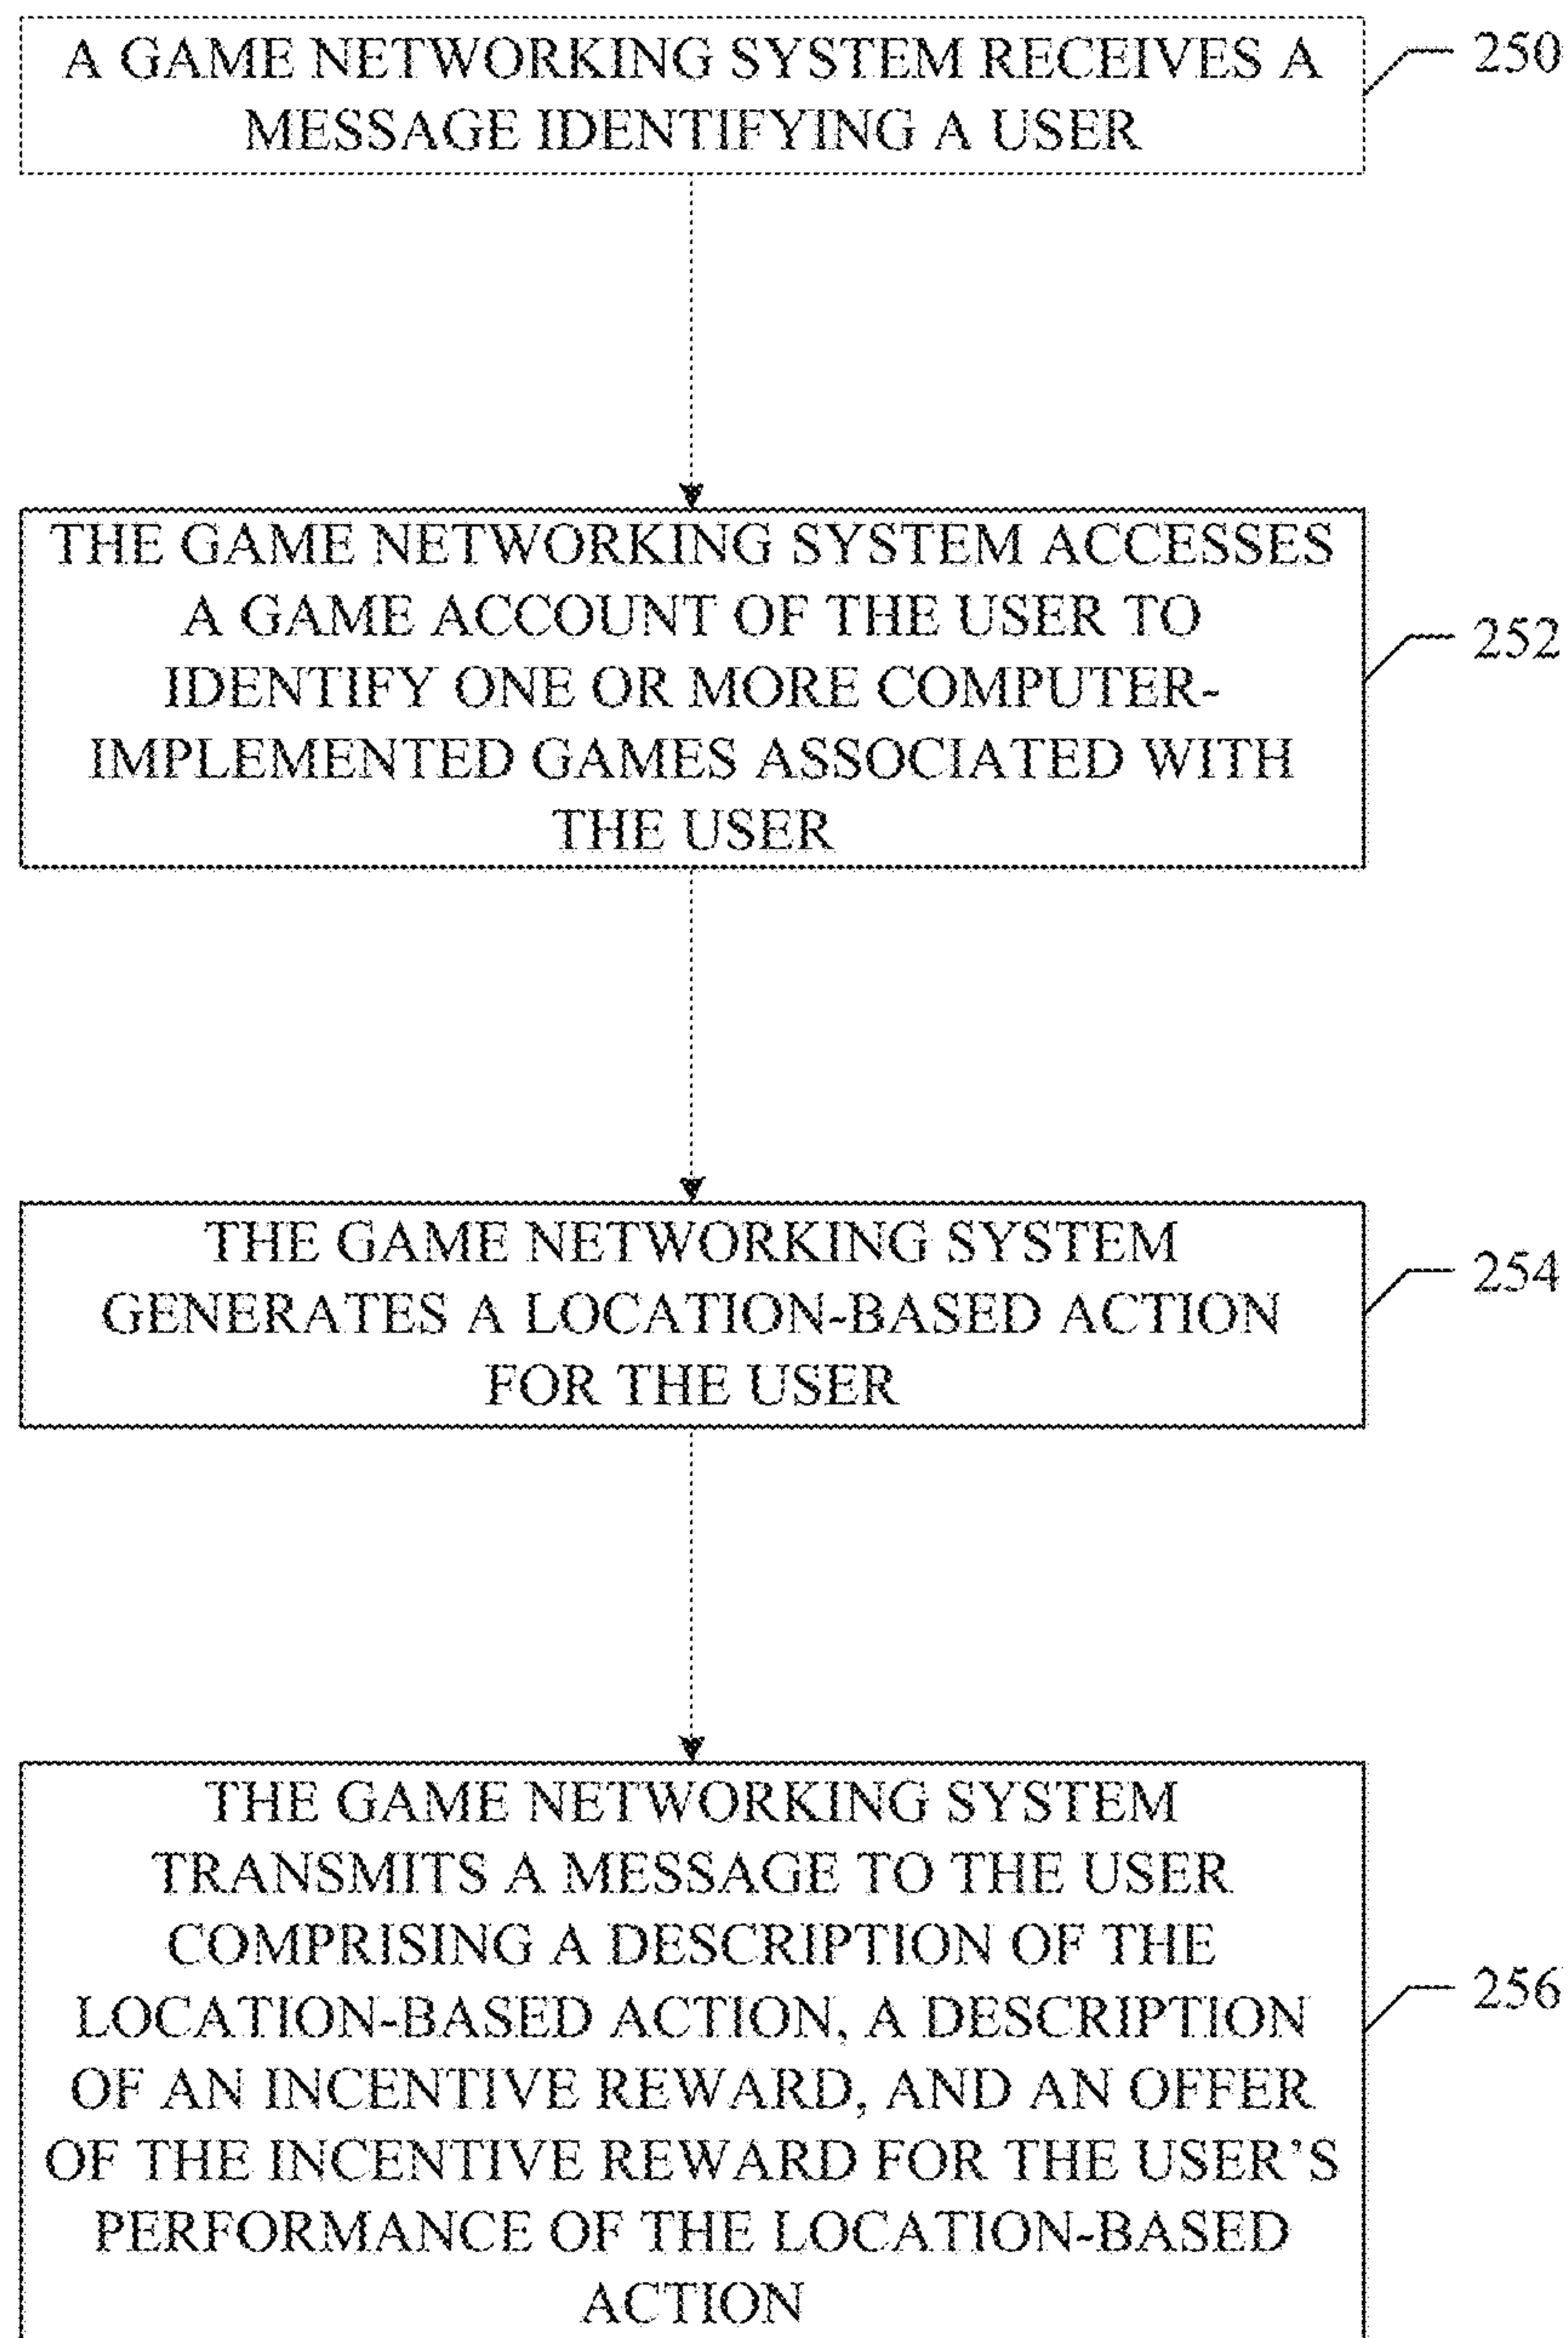 A GAME NETWORKING SYSTEM RECEIVES A
MESSAGE IDENTIFYING A USER
250
THE GAME NETWORKING SYSTEM ACCESSES
A GAME ACCOUNT OF THE USER TO
IDENTIFY ONE OR MORE COMPUTER-
IMPLEMENTED GAMES ASSOCIATED WITH
THE USER
252
THE GAME NETWORKING SYSTEM
GENERATES A LOCATION-BASED ACTION
FOR THE USER
254
THE GAME NETWORKING SYSTEM
TRANSMITS A MESSAGE TO THE USER
COMPRISING A DESCRIPTION OF THE
LOCATION-BASED ACTION, A DESCRIPTION
OF AN INCENTIVE REWARD, AND AN OFFER
OF THE INCENTIVE REWARD FOR THE USER'S
PERFORMANCE OF THE LOCATION-BASED
ACTION
256